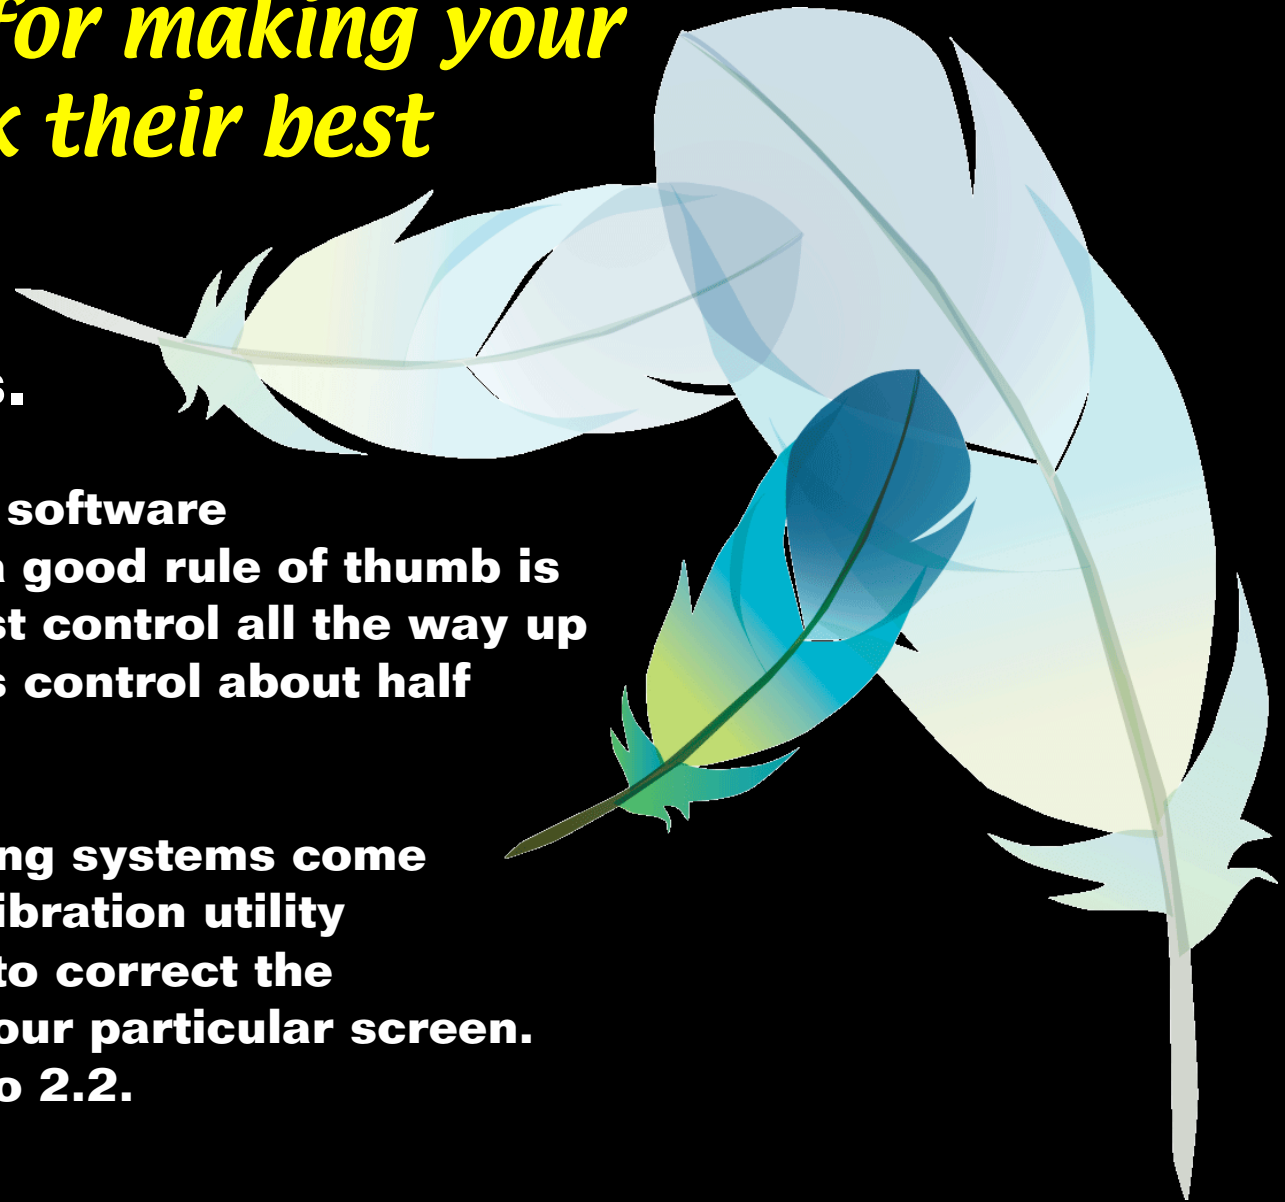 for making your
k their best
s.
software
a good rule of thumb is
st control all the way up
s control about half
ng systems come
ibration utility
to correct the
our particular screen.
o 2.2.